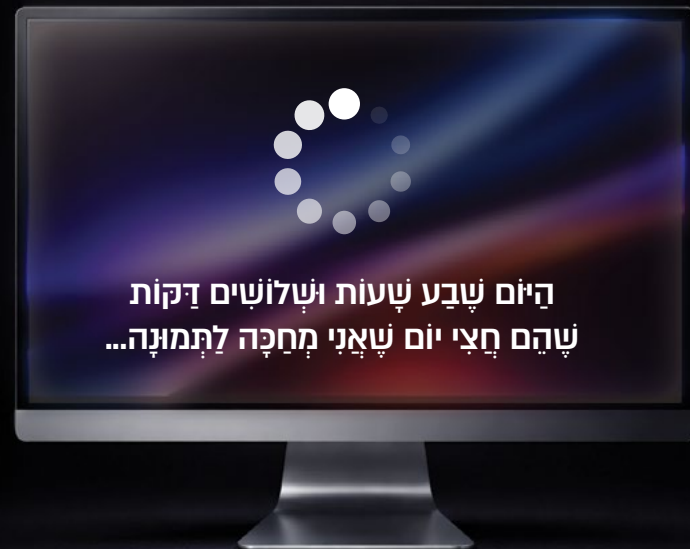 הַיּוֹם שֶׁבַע שָׁעוֹת וּשְׁלוֹשִׁים דַּקּוֹת
שֶׁהֵם חֲצִי יוֹם שֶׁאֲנִי מְחַכָּה לַתְּמוּנָה...